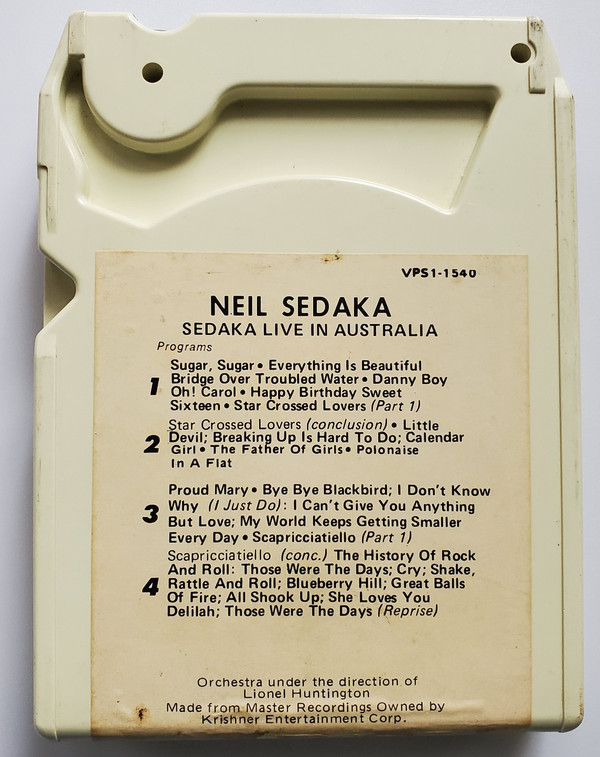 VPS1-1540
NEIL SEDAKA
SEDAKA LIVE IN AUSTRALIA
Programs
1 Sugar, Sugar • Everything Is Beautiful
Bridge Over Troubled Water • Danny Boy
Oh! Carol • Happy Birthday Sweet
Sixteen • Star Crossed Lovers (Part 1)
2 Star Crossed Lovers (conclusion) • Little
Devil; Breaking Up Is Hard To Do; Calendar
Girl • The Father Of Girls • Polonaise
In A Flat
3 Proud Mary • Bye Bye Blackbird; I Don't Know
Why (I Just Do): I Can't Give You Anything
But Love; My World Keeps Getting Smaller
Every Day • Scapricciatiello (Part 1)
4 Scapricciatiello (conc.) The History Of Rock
And Roll: Those Were The Days; Cry; Shake,
Rattle And Roll; Blueberry Hill; Great Balls
Of Fire; All Shook Up; She Loves You
Delilah; Those Were The Days (Reprise)
Orchestra under the direction of
Lionel Huntington
Made from Master Recordings Owned by
Krishner Entertainment Corp.